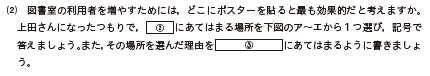 (2) 図書室の利用者を増やすためには，どこにポスターを貼ると最も効果的だと考えますか。
上田さんになったつもりで，②にあてはまる場所を下図のア～エから１つ選び，記号で
答えましょう。また，その場所を選んだ理由を③にあてはまるように書きましょ
う。